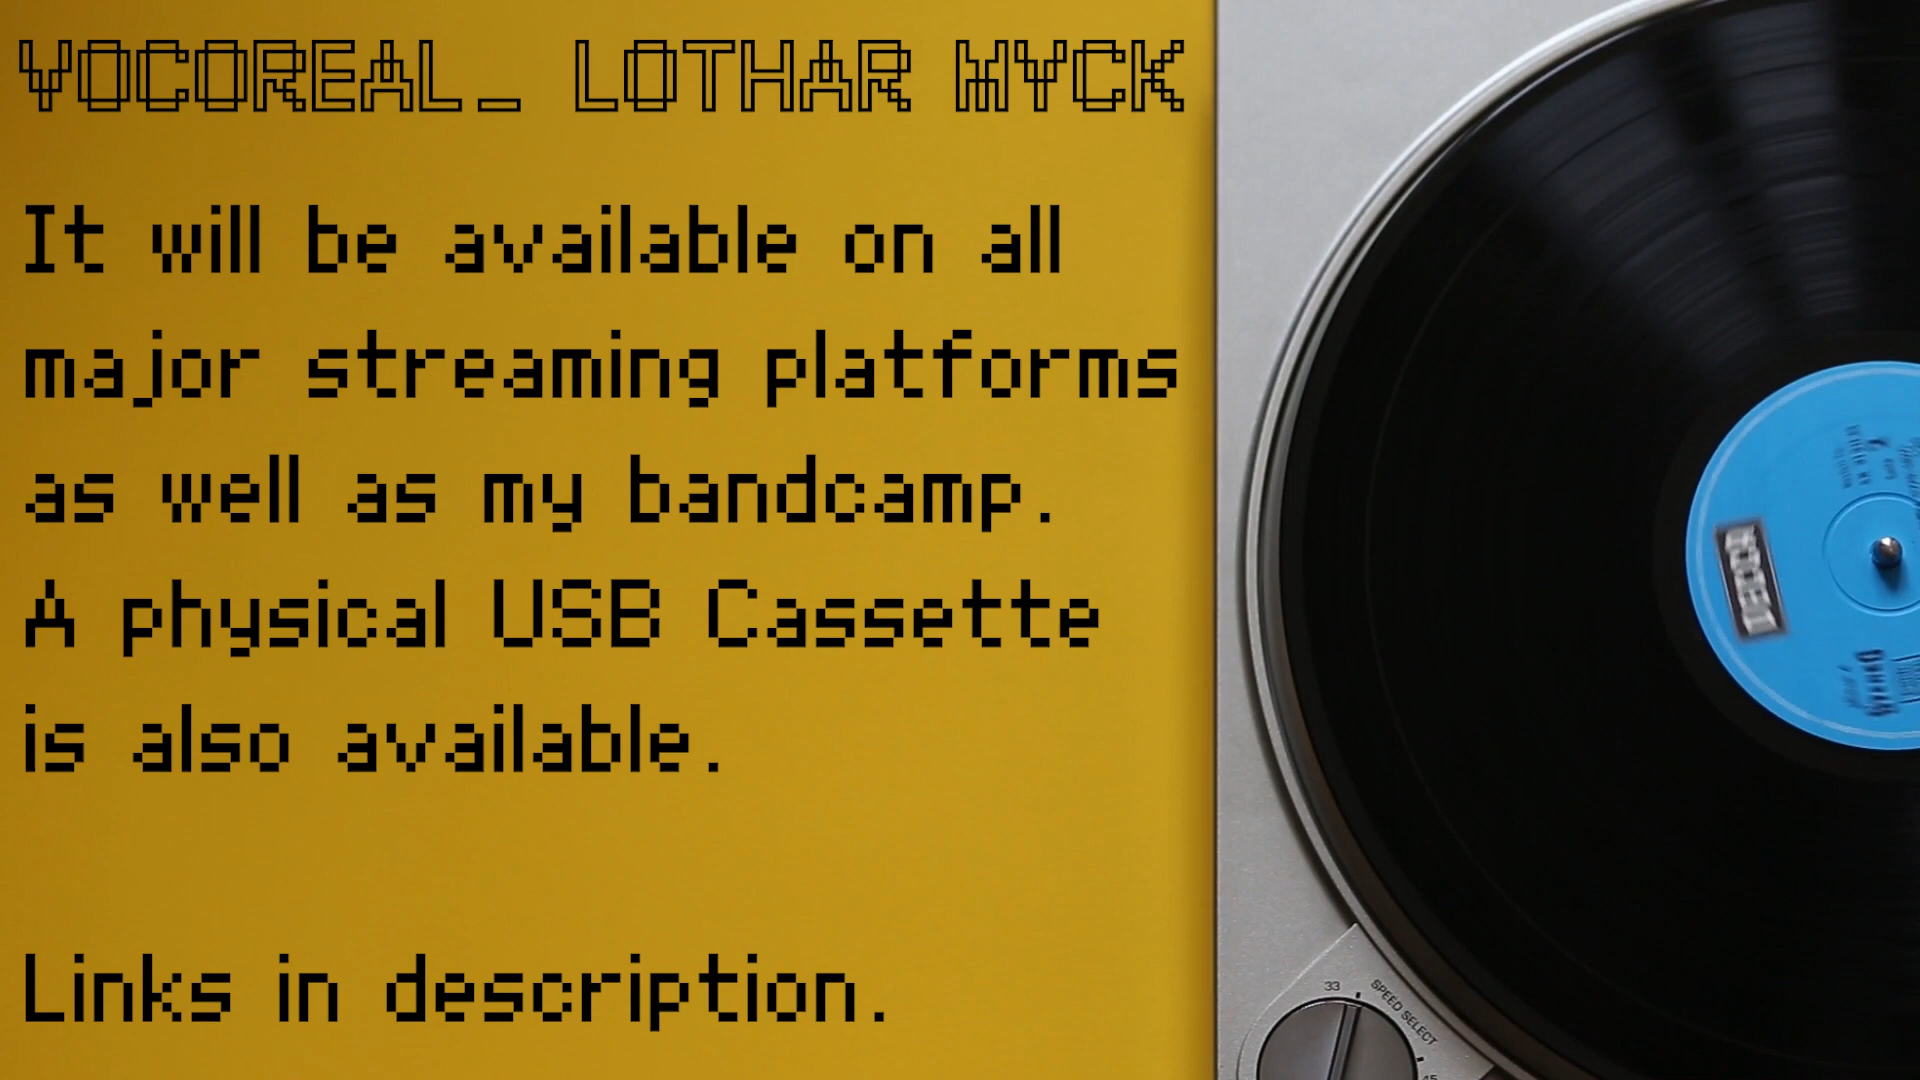 VOCOREAL_ LOTHAR MYCK
It will be available on all
major streaming platforms
as well as my bandcamp.
A physical USB Cassette
is also available.
Links in description.
33
SPEED SELECT
45